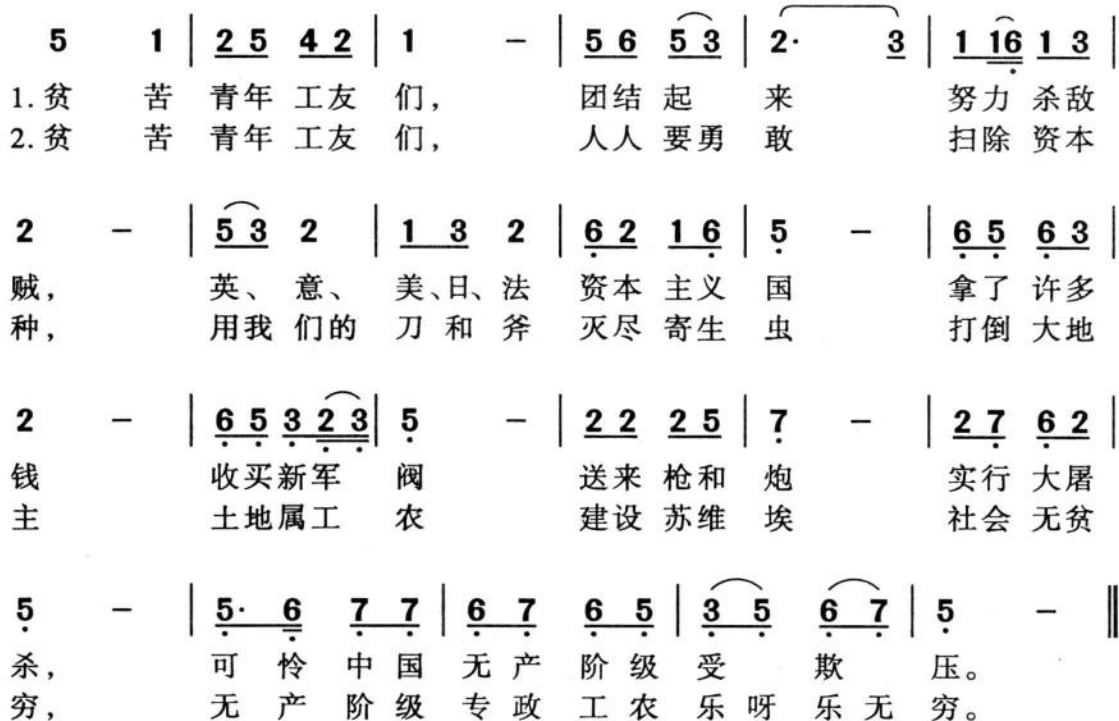 5 1 | 2 5 4 2 | 1 - | 5 6 5 3 | 2· 3 | 1 16 1 3
1.贫 苦 青年 工友 们， 团结 起 来 努力 杀敌
2.贫 苦 青年 工友 们， 人人 要勇 敢 扫除 资本
2 - | 5 3 2 | 1 3 2 | 6 2 1 6 | 5 - | 6 5 6 3
贼， 英、 意、 美、日、法 资本 主义 国 拿了 许多
种， 用我 们的 刀 和 斧 灭尽 寄生 虫 打倒 大地
2 - | 6 5 3 2 3 | 5 - | 2 2 2 5 | 7 - | 2 7 6 2
钱 收买新军 阀 送来 枪和 炮 实行 大屠
主 土地属工 农 建设 苏维 埃 社会 无贫
5 - | 5· 6 7 7 | 6 7 6 5 | 3 5 6 7 | 5 - ‖
杀， 可 怜 中 国 无 产 阶 级 受 欺 压。
穷， 无 产 阶 级 专 政 工 农 乐 呀 乐 无 穷。